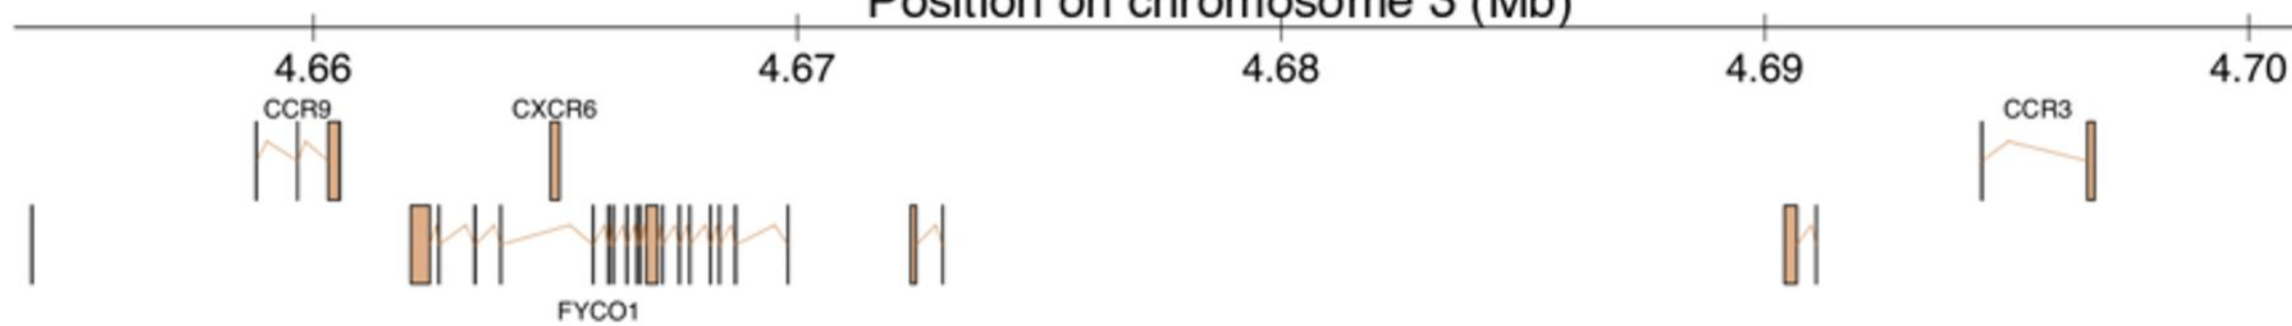 Position on chromosome 3 (Mb)
4.66 4.67 4.68 4.69 4.70
CCR9 CXCR6 CCR3
FYCO1